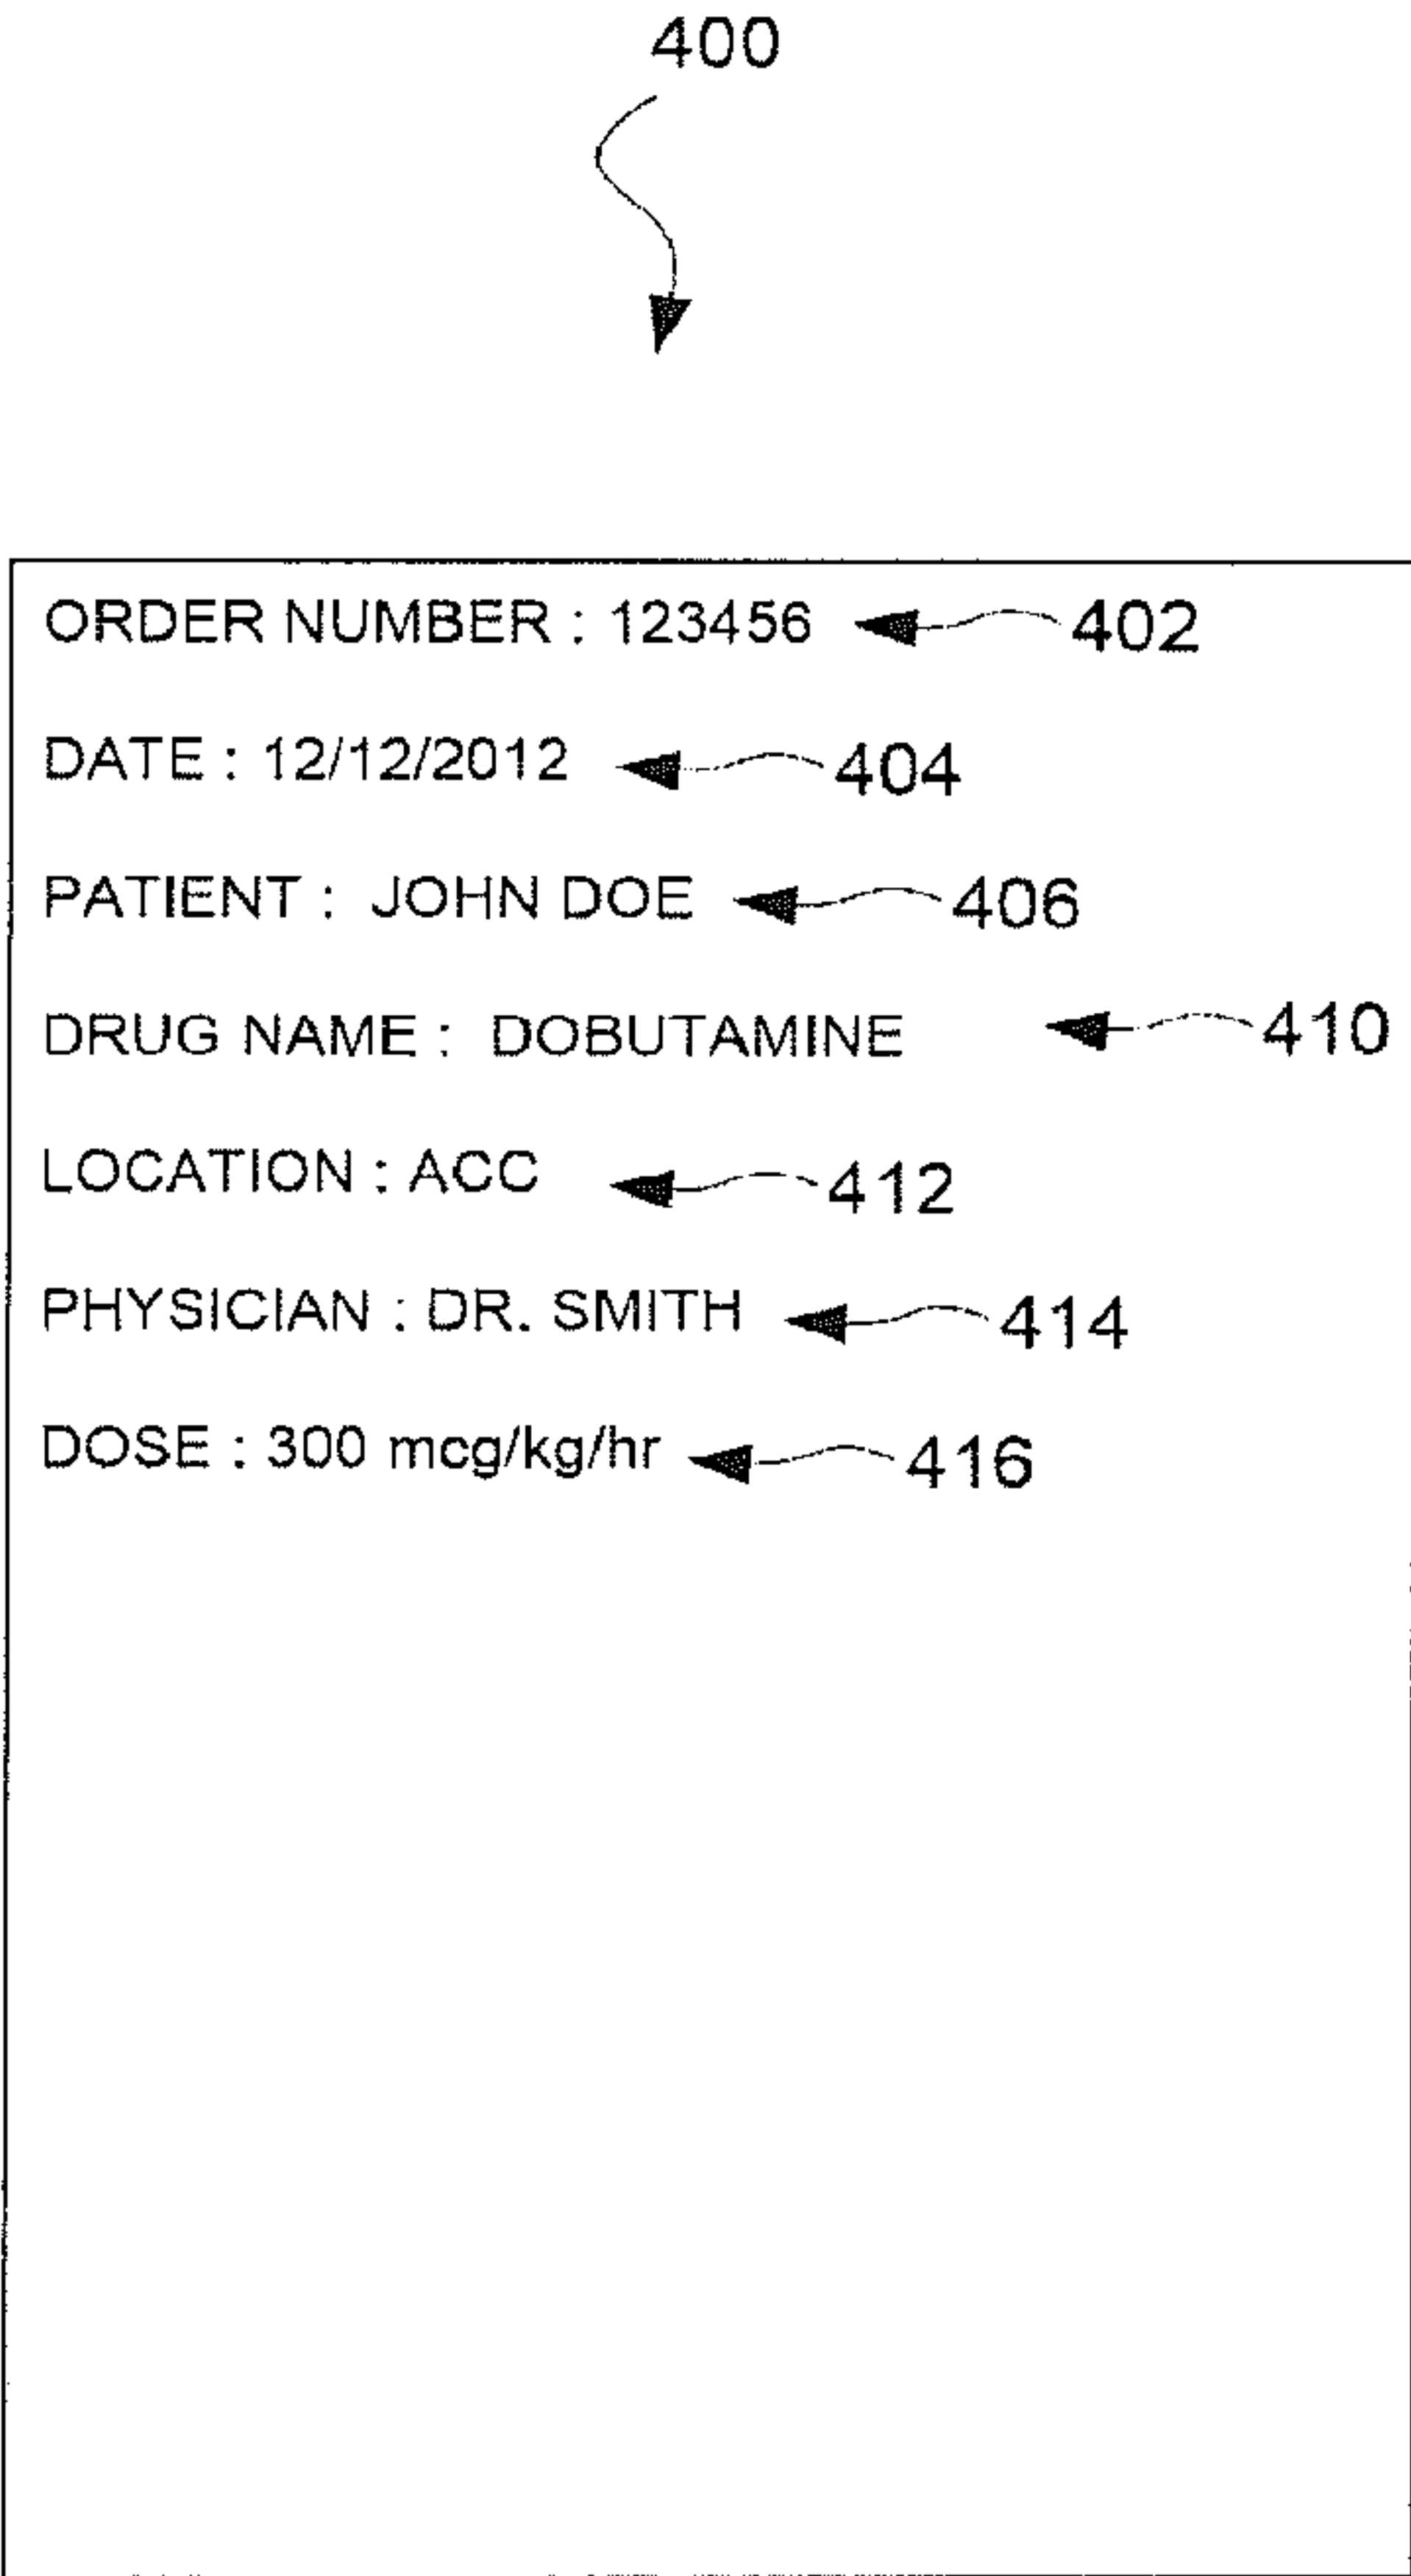 400
ORDER NUMBER : 123456 402
DATE : 12/12/2012 404
PATIENT : JOHN DOE 406
DRUG NAME : DOBUTAMINE 410
LOCATION : ACC 412
PHYSICIAN : DR. SMITH 414
DOSE : 300 mcg/kg/hr 416